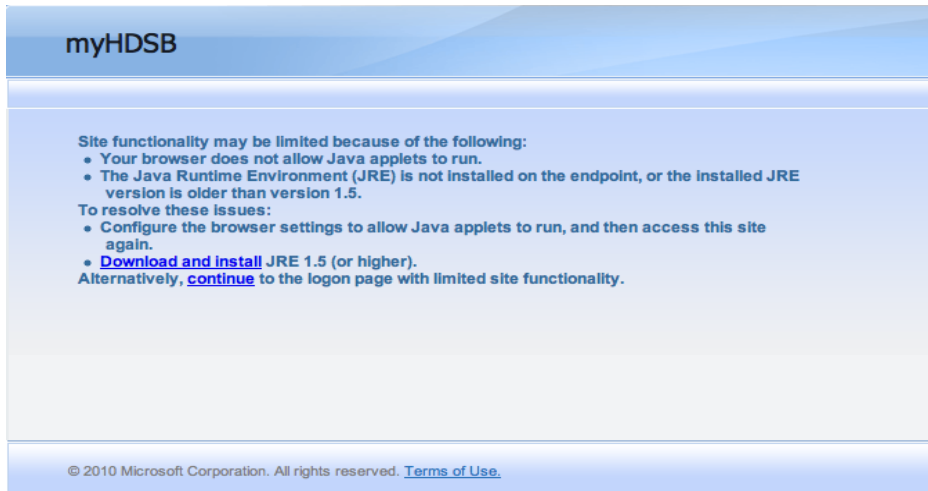 myHDSB
Site functionality may be limited because of the following:
• Your browser does not allow Java applets to run.
• The Java Runtime Environment (JRE) is not installed on the endpoint, or the installed JRE
version is older than version 1.5.
To resolve these issues:
• Configure the browser settings to allow Java applets to run, and then access this site
again.
• Download and install JRE 1.5 (or higher).
Alternatively, continue to the logon page with limited site functionality.
© 2010 Microsoft Corporation. All rights reserved. Terms of Use.